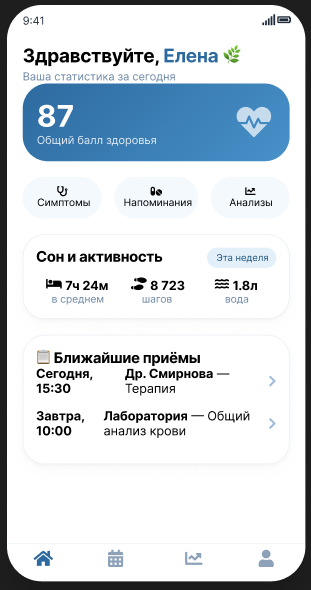 9:41
Здравствуйте, Елена 🌿
Ваша статистика за сегодня
87
Общий балл здоровья
Симптомы
Напоминания
Анализы
Сон и активность
Эта неделя
7ч 24м
в среднем
8 723
шагов
1.8л
вода
📋 Ближайшие приёмы
Сегодня,
15:30
Др. Смирнова —
Терапия
Завтра,
10:00
Лаборатория — Общий
анализ крови